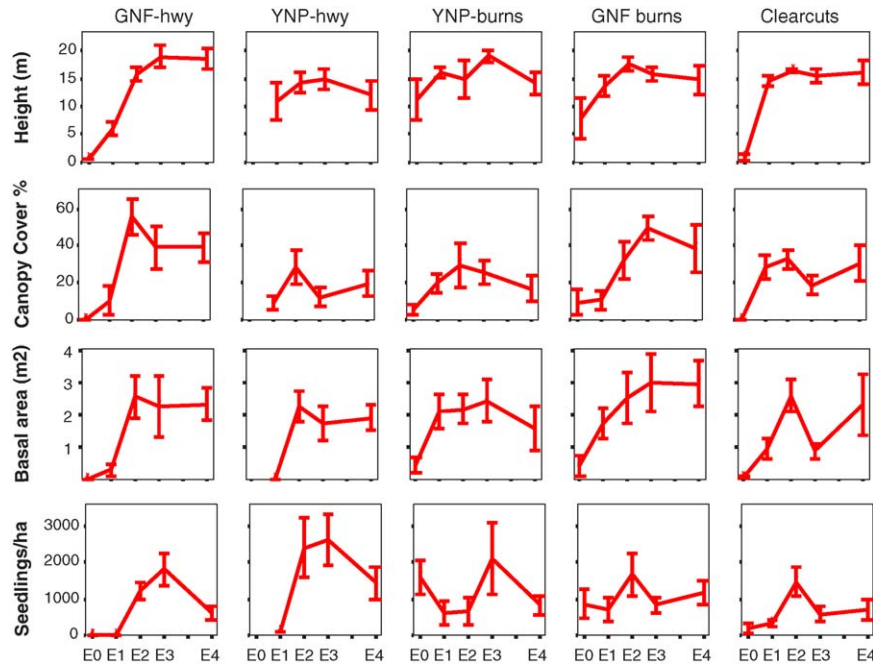 GNF-hwy YNP-hwy YNP-burns GNF burns Clearcuts
Height (m)
20
15
10
5
0
Canopy Cover %
60
40
20
0
Basal area (m2)
4
3
2
1
Seedlings/ha
3000
2000
1000
0
E0 E1 E2 E3 E4 E0 E1 E2 E3 E4 E0 E1 E2 E3 E4 E0 E1 E2 E3 E4 E0 E1 E2 E3 E4